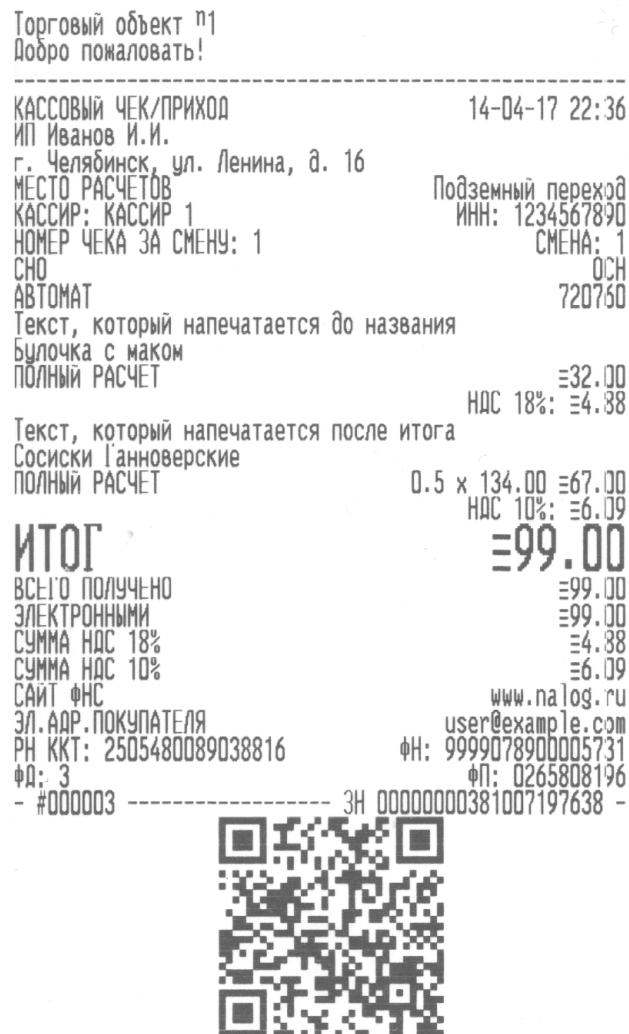 Торговый объект п1
Добро пожаловать!
КАССОВЫЙ ЧЕК/ПРИХОД 14-04-17 22:36
ИП Иванов И.И.
г. Челябинск, ул. Ленина, д. 16
МЕСТО РАСЧЕТОВ Подземный переход
КАССИР: КАССИР 1 ИНН: 1234567890
НОМЕР ЧЕКА ЗА СМЕНУ: 1 СМЕНА: 1
СНО ОСН
АВТОМАТ 720760
Текст, который напечатается до названия
Булочка с маком
ПОЛНЫЙ РАСЧЕТ ≡32.00
НДС 18%: ≡4.88
Текст, который напечатается после итога
Сосиски Ганноверские
ПОЛНЫЙ РАСЧЕТ 0.5 x 134.00 ≡67.00
НДС 10%: ≡6.09
ИТОГ ≡99.00
ВСЕГО ПОЛУЧЕНО ≡99.00
ЭЛЕКТРОННЫМИ ≡99.00
СУММА НДС 18% ≡4.88
СУММА НДС 10% ≡6.09
САЙТ ФНС www.nalog.ru
ЭЛ.АДР.ПОКУПАТЕЛЯ user@example.com
РН ККТ: 2505480089038816 ФН: 9999078900005731
ФД: 3 ФП: 0265808196
- #000003 ------------------ ЗН 00000000381007197638 -